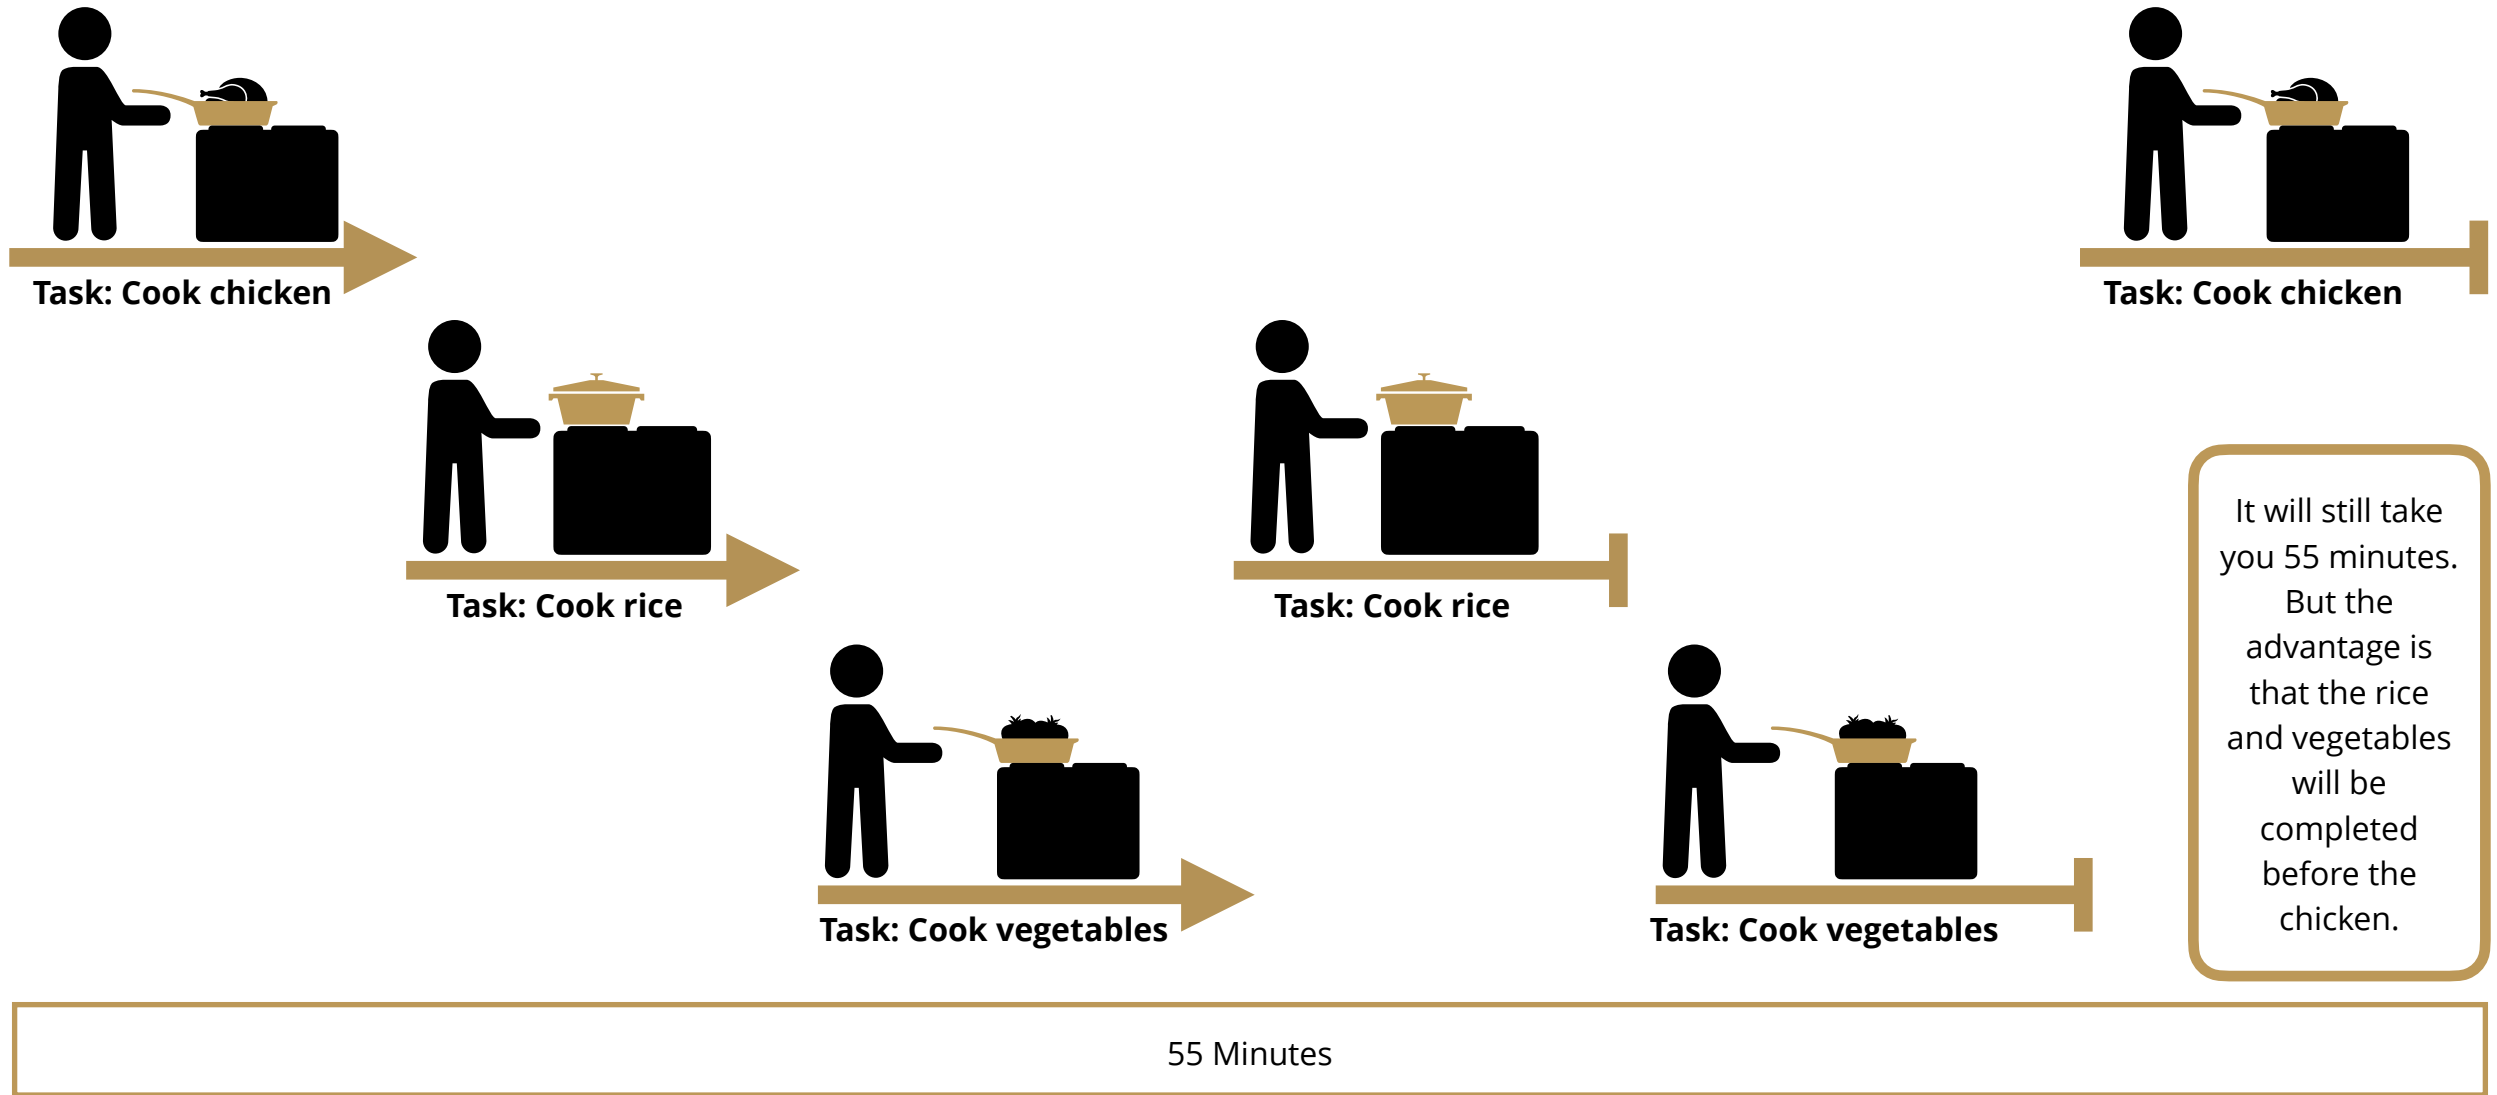 Task: Cook chicken
Task: Cook chicken
Task: Cook rice
Task: Cook rice
Task: Cook vegetables
Task: Cook vegetables
It will still take
you 55 minutes.
But the
advantage is
that the rice
and vegetables
will be
completed
before the
chicken.
55 Minutes